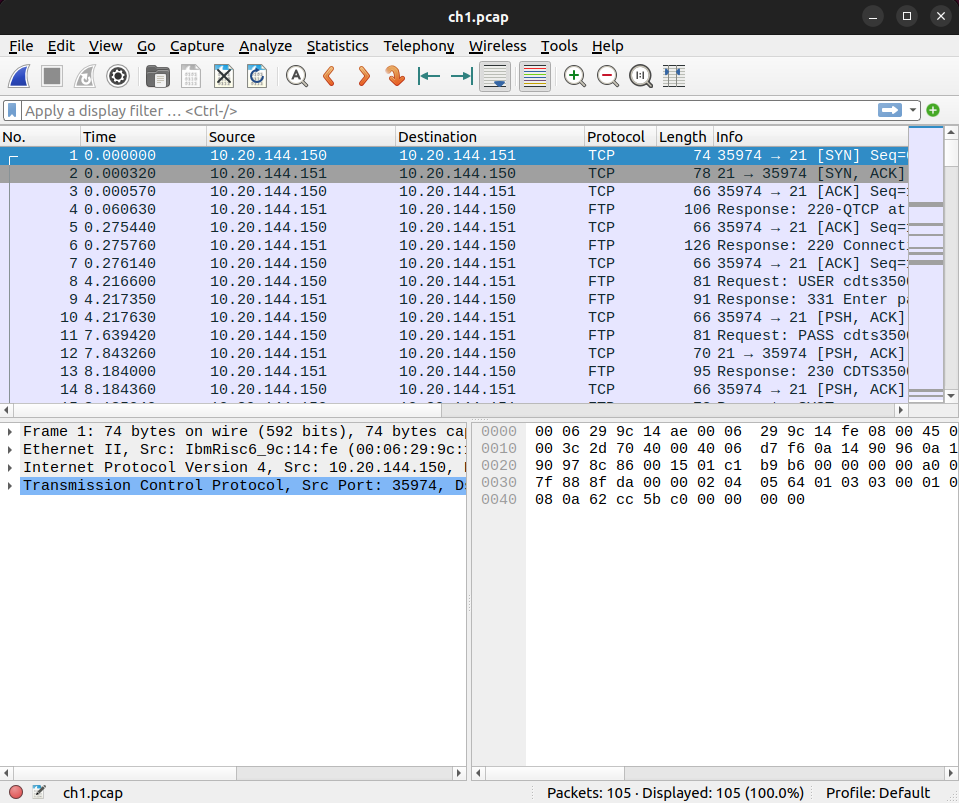 ch1.pcap
File Edit View Go Capture Analyze Statistics Telephony Wireless Tools Help
Apply a display filter … <Ctrl-/>
No. Time Source Destination Protocol Length Info
1 0.000000 10.20.144.150 10.20.144.151 TCP 74 35974 → 21 [SYN] Seq=
2 0.000320 10.20.144.151 10.20.144.150 TCP 78 21 → 35974 [SYN, ACK]
3 0.000570 10.20.144.150 10.20.144.151 TCP 66 35974 → 21 [ACK] Seq=
4 0.060630 10.20.144.151 10.20.144.150 FTP 106 Response: 220-QTCP at
5 0.275440 10.20.144.150 10.20.144.151 TCP 66 35974 → 21 [ACK] Seq=
6 0.275760 10.20.144.151 10.20.144.150 FTP 126 Response: 220 Connect
7 0.276140 10.20.144.150 10.20.144.151 TCP 66 35974 → 21 [ACK] Seq=
8 4.216600 10.20.144.150 10.20.144.151 FTP 81 Request: USER cdts350
9 4.217350 10.20.144.151 10.20.144.150 FTP 91 Response: 331 Enter p
10 4.217630 10.20.144.150 10.20.144.151 TCP 66 35974 → 21 [PSH, ACK]
11 7.639420 10.20.144.150 10.20.144.151 FTP 81 Request: PASS cdts350
12 7.843260 10.20.144.151 10.20.144.150 TCP 70 21 → 35974 [PSH, ACK]
13 8.184000 10.20.144.151 10.20.144.150 FTP 95 Response: 230 CDTS350
14 8.184360 10.20.144.150 10.20.144.151 TCP 66 35974 → 21 [PSH, ACK]
Frame 1: 74 bytes on wire (592 bits), 74 bytes cap
Ethernet II, Src: IbmRisc6_9c:14:fe (00:06:29:9c:
Internet Protocol Version 4, Src: 10.20.144.150,
Transmission Control Protocol, Src Port: 35974, D
0000 00 06 29 9c 14 ae 00 06 29 9c 14 fe 08 00 45 0
0010 00 3c 2d 70 40 00 40 06 d7 f6 0a 14 90 96 0a 1
0020 90 97 8c 86 00 15 01 c1 b9 b6 00 00 00 00 a0 0
0030 7f 88 8f da 00 00 02 04 05 64 01 03 03 00 01 0
0040 08 0a 62 cc 5b c0 00 00 00 00
ch1.pcap
Packets: 105 · Displayed: 105 (100.0%)
Profile: Default